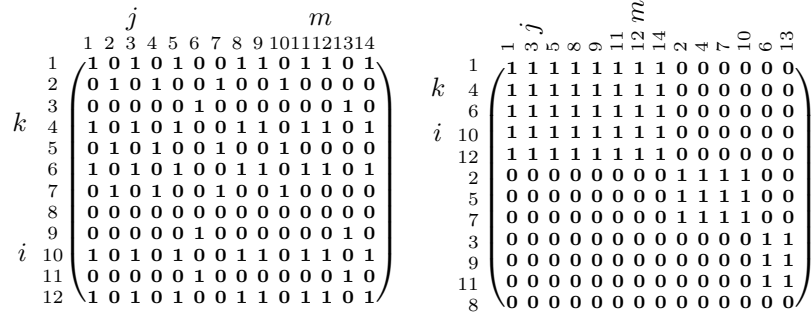 j m
1 2 3 4 5 6 7 8 9 1011121314
1 1 0 1 0 1 0 0 1 1 0 1 1 0 1
2 0 1 0 1 0 0 1 0 0 1 0 0 0 0
3 0 0 0 0 0 1 0 0 0 0 0 0 1 0
k 4 1 0 1 0 1 0 0 1 1 0 1 1 0 1
5 0 1 0 1 0 0 1 0 0 1 0 0 0 0
6 1 0 1 0 1 0 0 1 1 0 1 1 0 1
7 0 1 0 1 0 0 1 0 0 1 0 0 0 0
8 0 0 0 0 0 0 0 0 0 0 0 0 0 0
9 0 0 0 0 0 1 0 0 0 0 0 0 1 0
i 10 1 0 1 0 1 0 0 1 1 0 1 1 0 1
11 0 0 0 0 0 1 0 0 0 0 0 0 1 0
12 1 0 1 0 1 0 0 1 1 0 1 1 0 1
j m
1 3 5 8 9 11 12 14 2 4 7 10 6 13
1 1 1 1 1 1 1 1 1 0 0 0 0 0 0
k 4 1 1 1 1 1 1 1 1 0 0 0 0 0 0
6 1 1 1 1 1 1 1 1 0 0 0 0 0 0
i 10 1 1 1 1 1 1 1 1 0 0 0 0 0 0
12 1 1 1 1 1 1 1 1 0 0 0 0 0 0
2 0 0 0 0 0 0 0 0 1 1 1 1 0 0
5 0 0 0 0 0 0 0 0 1 1 1 1 0 0
7 0 0 0 0 0 0 0 0 1 1 1 1 0 0
3 0 0 0 0 0 0 0 0 0 0 0 0 1 1
9 0 0 0 0 0 0 0 0 0 0 0 0 1 1
11 0 0 0 0 0 0 0 0 0 0 0 0 1 1
8 0 0 0 0 0 0 0 0 0 0 0 0 0 0